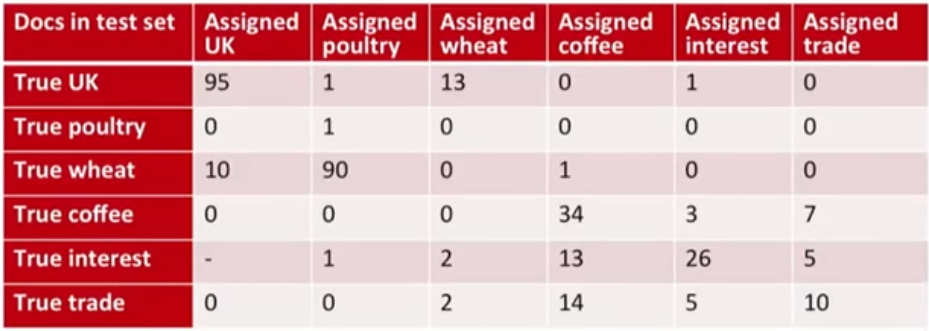 Docs in test set Assigned UK Assigned poultry Assigned wheat Assigned coffee Assigned interest Assigned trade
True UK 95 1 13 0 1 0
True poultry 0 1 0 0 0 0
True wheat 10 90 0 1 0 0
True coffee 0 0 0 34 3 7
True interest - 1 2 13 26 5
True trade 0 0 2 14 5 10